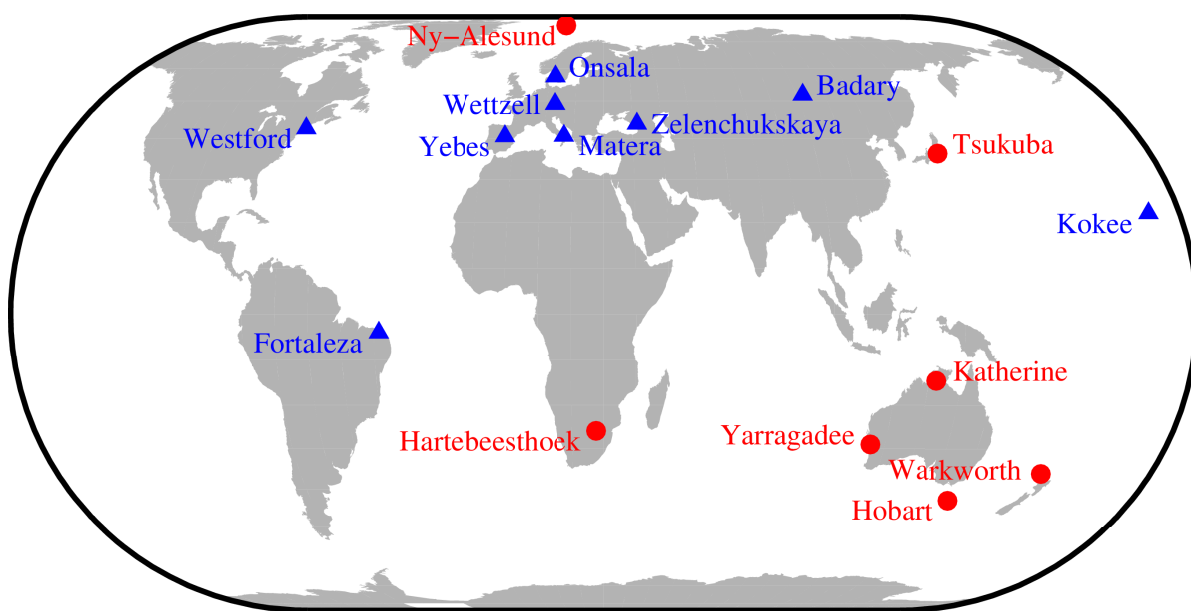 Ny−Alesund
Onsala
Badary
Wettzell
Zelenchukskaya
Westford
Yebes
Matera
Tsukuba
Kokee
Fortaleza
Katherine
Hartebeesthoek
Yarragadee
Warkworth
Hobart